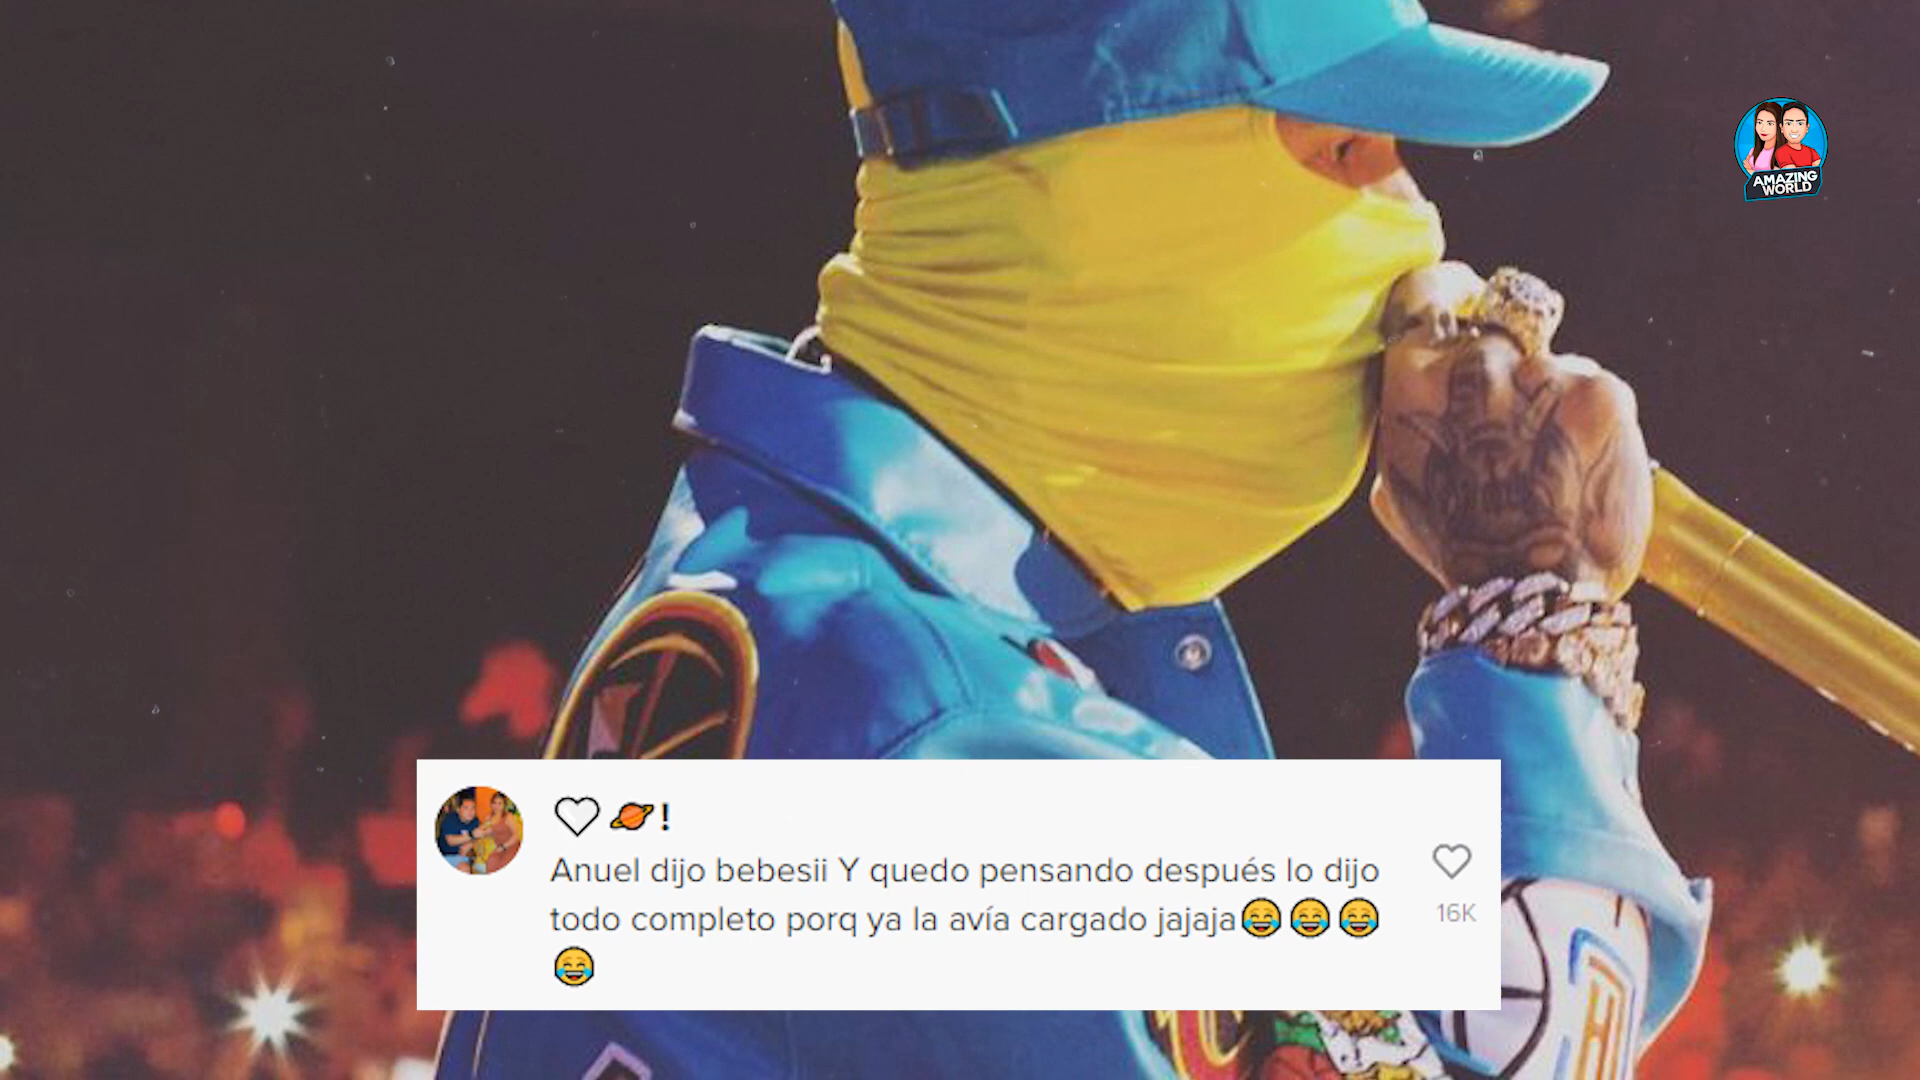 AMAZING
WORLD
♡🪐!
Anuel dijo bebesii Y quedo pensando después lo dijo
todo completo porq ya la avía cargado jajaja😂😂😂
😂
16K